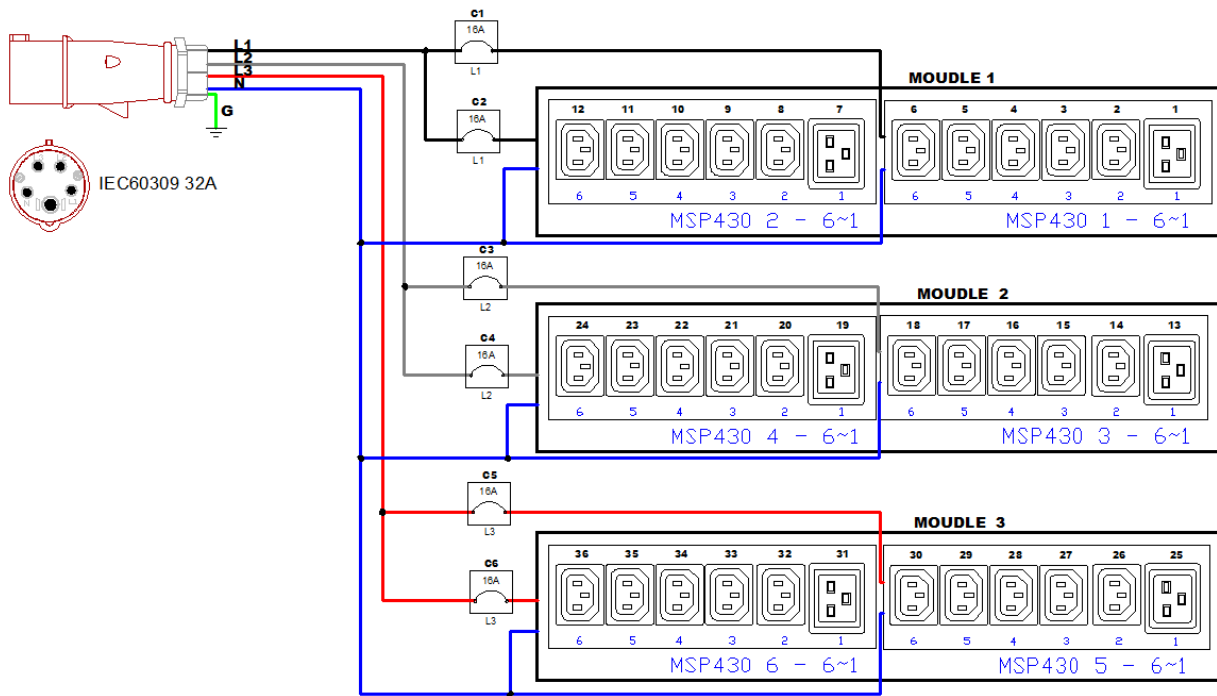 L1
L2
L3
N
G
IEC60309 32A
C1
16A
L1
C2
16A
L1
MOUDLE 1
12 11 10 9 8 7 6 5 4 3 2 1
6 5 4 3 2 1 6 5 4 3 2 1
MSP430 2 - 6~1 MSP430 1 - 6~1
C3
16A
L2
C4
16A
L2
MOUDLE 2
24 23 22 21 20 19 18 17 16 15 14 13
6 5 4 3 2 1 6 5 4 3 2 1
MSP430 4 - 6~1 MSP430 3 - 6~1
C5
16A
L3
C6
16A
L3
MOUDLE 3
36 35 34 33 32 31 30 29 28 27 26 25
6 5 4 3 2 1 6 5 4 3 2 1
MSP430 6 - 6~1 MSP430 5 - 6~1